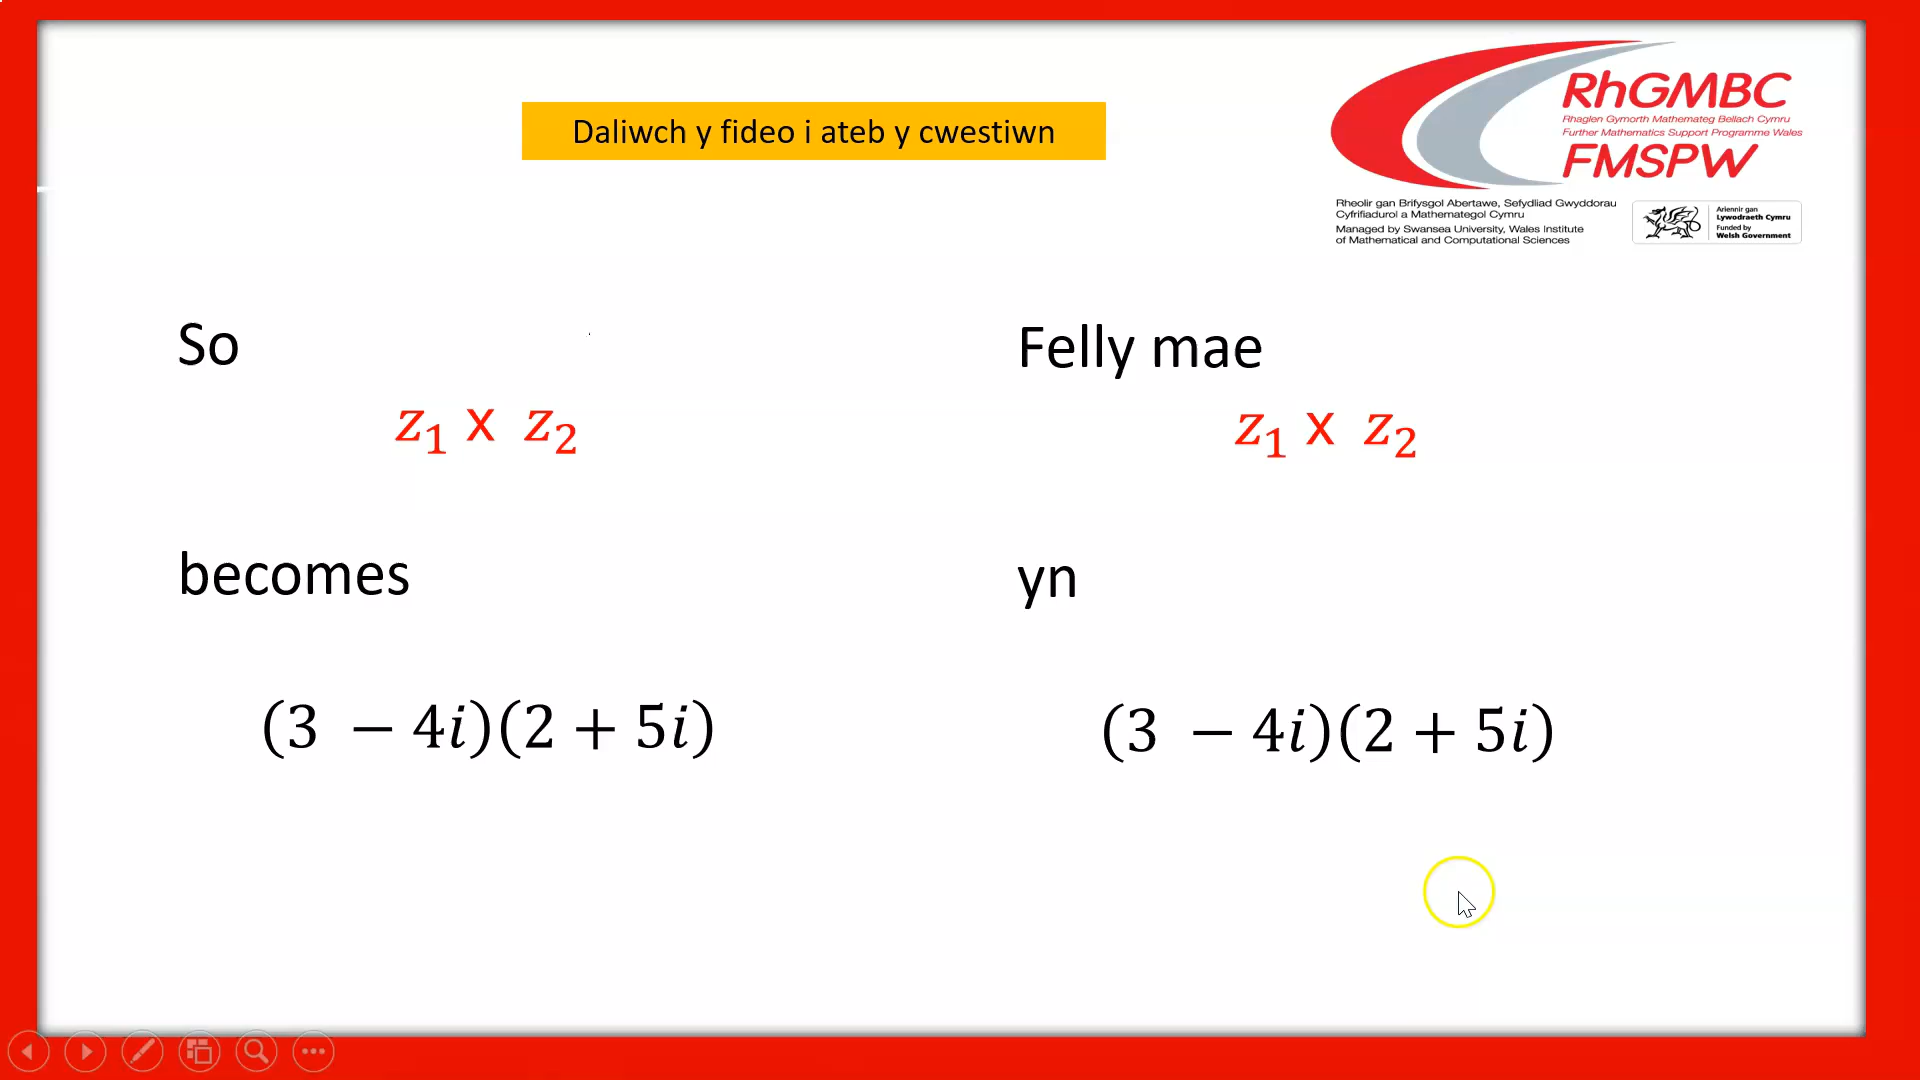 Daliwch y fideo i ateb y cwestiwn
RhGMBC
Rhaglen Gymorth Mathemateg Bellach Cymru
Further Mathematics Support Programme Wales
FMSPW
Rheolir gan Brifysgol Abertawe, Sefydliad Gwyddorau
Cyfrifiadurol a Mathemategol Cymru
Managed by Swansea University, Wales Institute
of Mathematical and Computational Sciences
Ariennir gan
Lywodraeth Cymru
Funded by
Welsh Government
So
z₁ x z₂
becomes
(3 − 4i)(2 + 5i)
Felly mae
z₁ x z₂
yn
(3 − 4i)(2 + 5i)